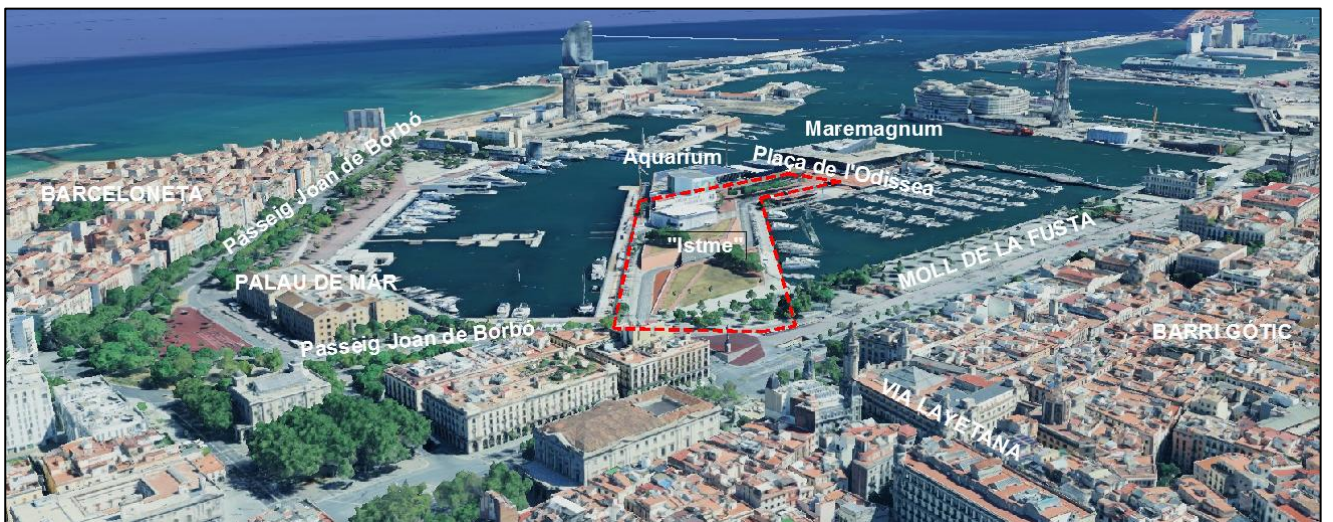 Maremagnum
Aquarium
Plaça de l'Odissea
BARCELONETA
Passeig Joan de Borbó
"Istme"
MOLL DE LA FUSTA
PALAU DE MAR
Passeig Joan de Borbó
BARRI GÒTIC
VIA LAYETANA